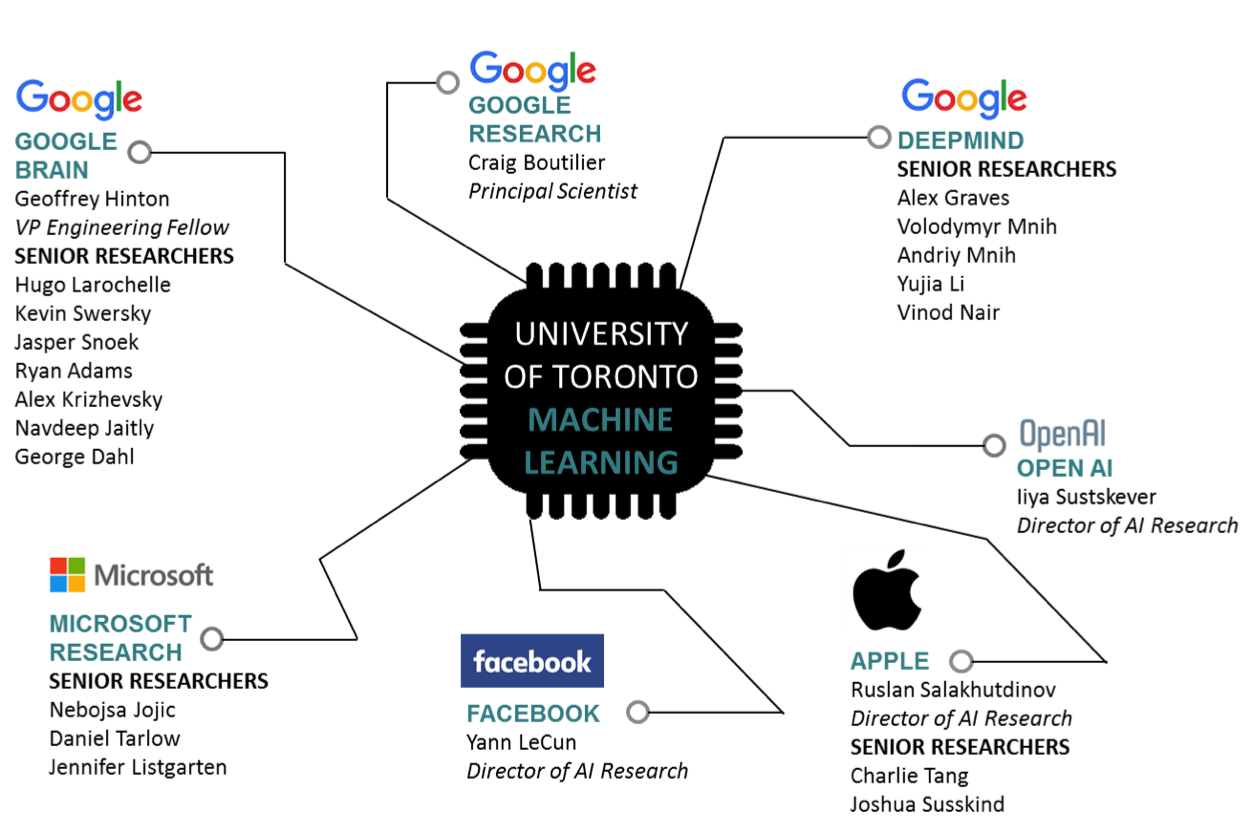 Google
GOOGLE
BRAIN
Geoffrey Hinton
VP Engineering Fellow
SENIOR RESEARCHERS
Hugo Larochelle
Kevin Swersky
Jasper Snoek
Ryan Adams
Alex Krizhevsky
Navdeep Jaitly
George Dahl
Google
GOOGLE
RESEARCH
Craig Boutilier
Principal Scientist
Google
DEEPMIND
SENIOR RESEARCHERS
Alex Graves
Volodymyr Mnih
Andriy Mnih
Yujia Li
Vinod Nair
UNIVERSITY
OF TORONTO
MACHINE
LEARNING
OpenAI
OPEN AI
Iiya Sustskever
Director of AI Research
Microsoft
MICROSOFT
RESEARCH
SENIOR RESEARCHERS
Nebojsa Jojic
Daniel Tarlow
Jennifer Listgarten
facebook
FACEBOOK
Yann LeCun
Director of AI Research
APPLE
Ruslan Salakhutdinov
Director of AI Research
SENIOR RESEARCHERS
Charlie Tang
Joshua Susskind